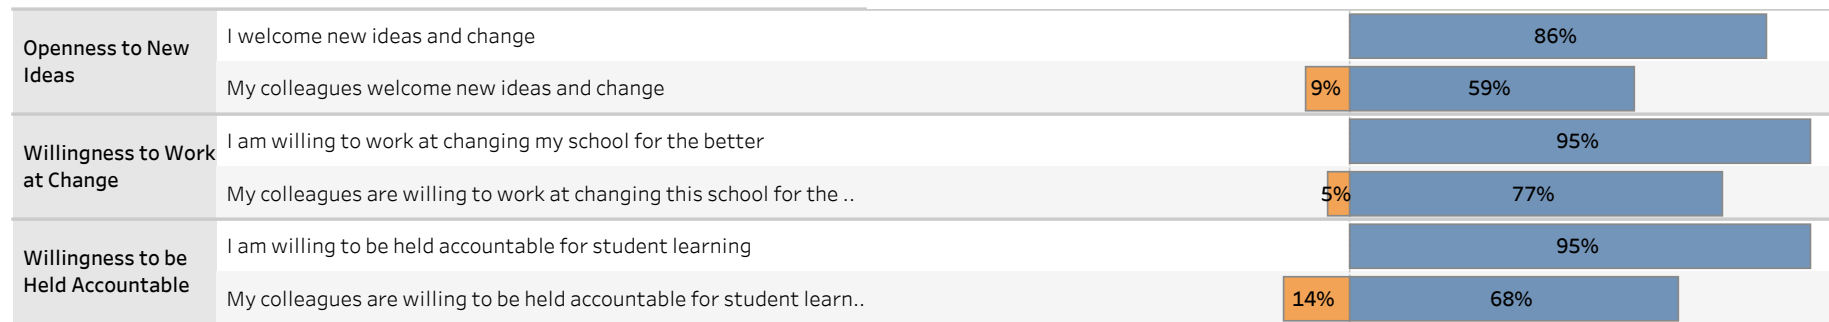 Openness to New
Ideas
I welcome new ideas and change
86%
My colleagues welcome new ideas and change
9%
59%
Willingness to Work
at Change
I am willing to work at changing my school for the better
95%
My colleagues are willing to work at changing this school for the ..
5%
77%
Willingness to be
Held Accountable
I am willing to be held accountable for student learning
95%
My colleagues are willing to be held accountable for student learn..
14%
68%